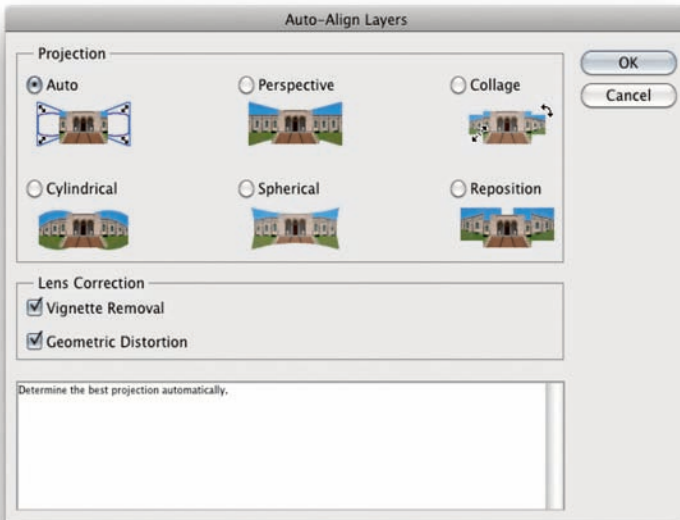 Auto-Align Layers
Projection
Auto
Perspective
Collage
Cylindrical
Spherical
Reposition
OK
Cancel
Lens Correction
Vignette Removal
Geometric Distortion
Determine the best projection automatically.